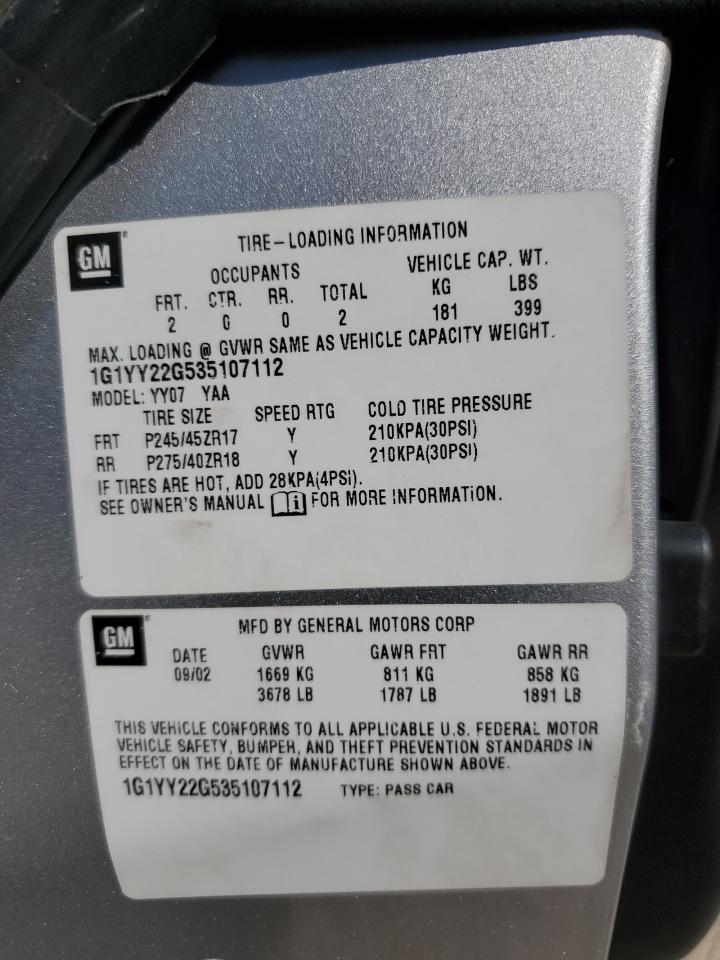 GM
TIRE-LOADING INFORMATION
OCCUPANTS VEHICLE CAP. WT.
FRT. CTR. RR. TOTAL KG LBS
2 0 0 2 181 399
MAX. LOADING @ GVWR SAME AS VEHICLE CAPACITY WEIGHT.
1G1YY22G535107112
MODEL: YY07 YAA
TIRE SIZE SPEED RTG COLD TIRE PRESSURE
FRT P245/45ZR17 Y 210KPA(30PSI)
RR P275/40ZR18 Y 210KPA(30PSI)
IF TIRES ARE HOT, ADD 28KPA(4PSI).
SEE OWNER'S MANUAL i FOR MORE INFORMATION.
GM
MFD BY GENERAL MOTORS CORP
DATE GVWR GAWR FRT GAWR RR
09/02 1669 KG 811 KG 858 KG
3678 LB 1787 LB 1891 LB
THIS VEHICLE CONFORMS TO ALL APPLICABLE U.S. FEDERAL MOTOR
VEHICLE SAFETY, BUMPER, AND THEFT PREVENTION STANDARDS IN
EFFECT ON THE DATE OF MANUFACTURE SHOWN ABOVE.
1G1YY22G535107112 TYPE: PASS CAR